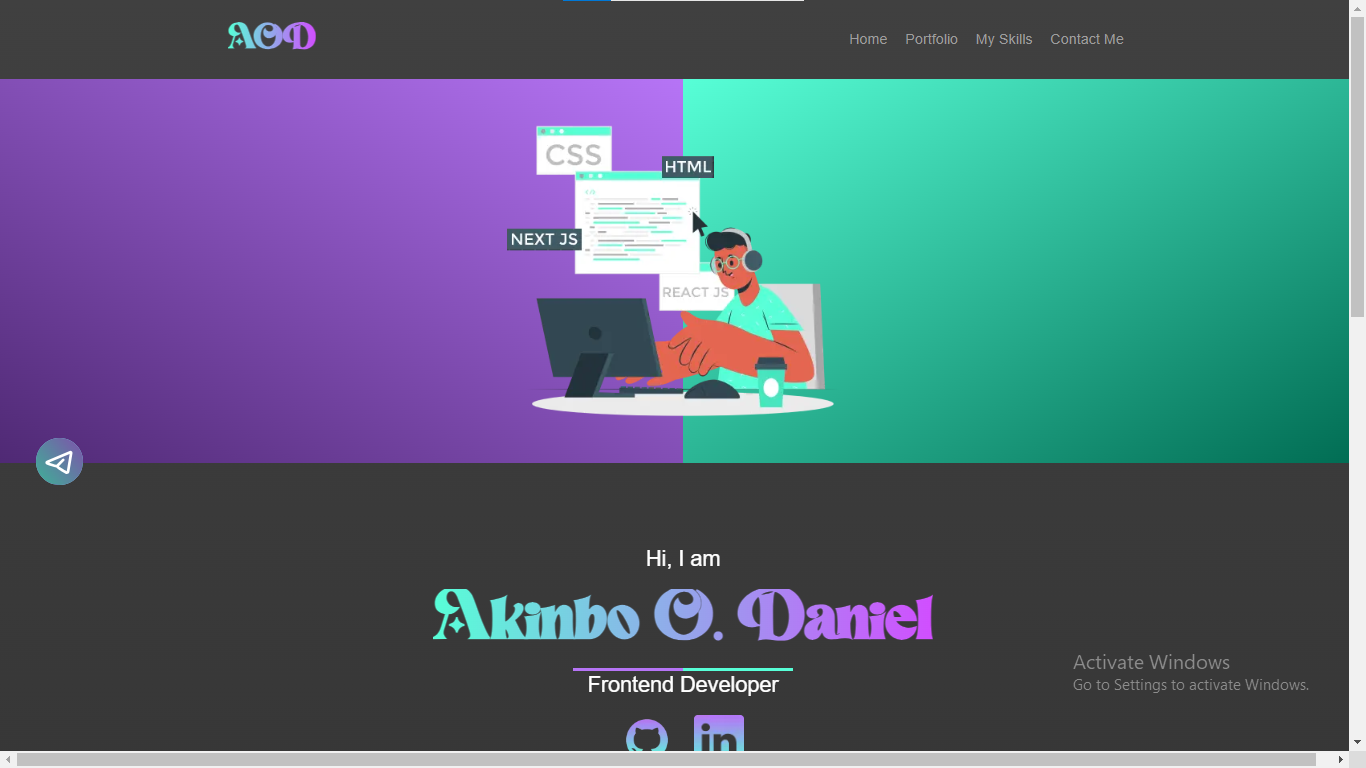 AOD
Home Portfolio My Skills Contact Me
CSS
HTML
NEXT JS
REACT JS
Hi, I am
Akinbo O. Daniel
Frontend Developer
in
Activate Windows
Go to Settings to activate Windows.